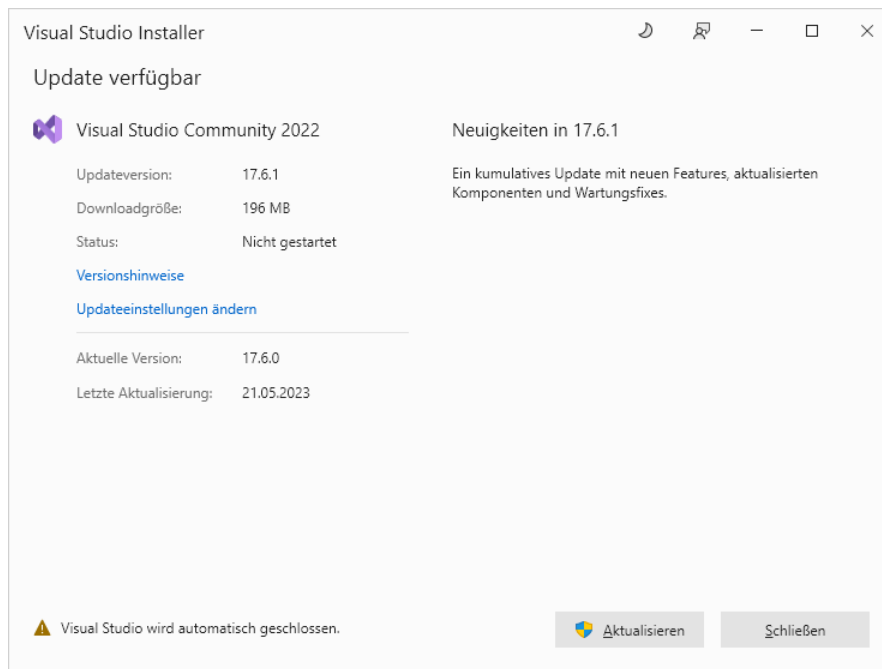 Visual Studio Installer
Update verfügbar
Visual Studio Community 2022
Updateversion: 17.6.1
Downloadgröße: 196 MB
Status: Nicht gestartet
Versionshinweise
Updateeinstellungen ändern
Aktuelle Version: 17.6.0
Letzte Aktualisierung: 21.05.2023
Neuigkeiten in 17.6.1
Ein kumulatives Update mit neuen Features, aktualisierten
Komponenten und Wartungsfixes.
Visual Studio wird automatisch geschlossen.
Aktualisieren
Schließen